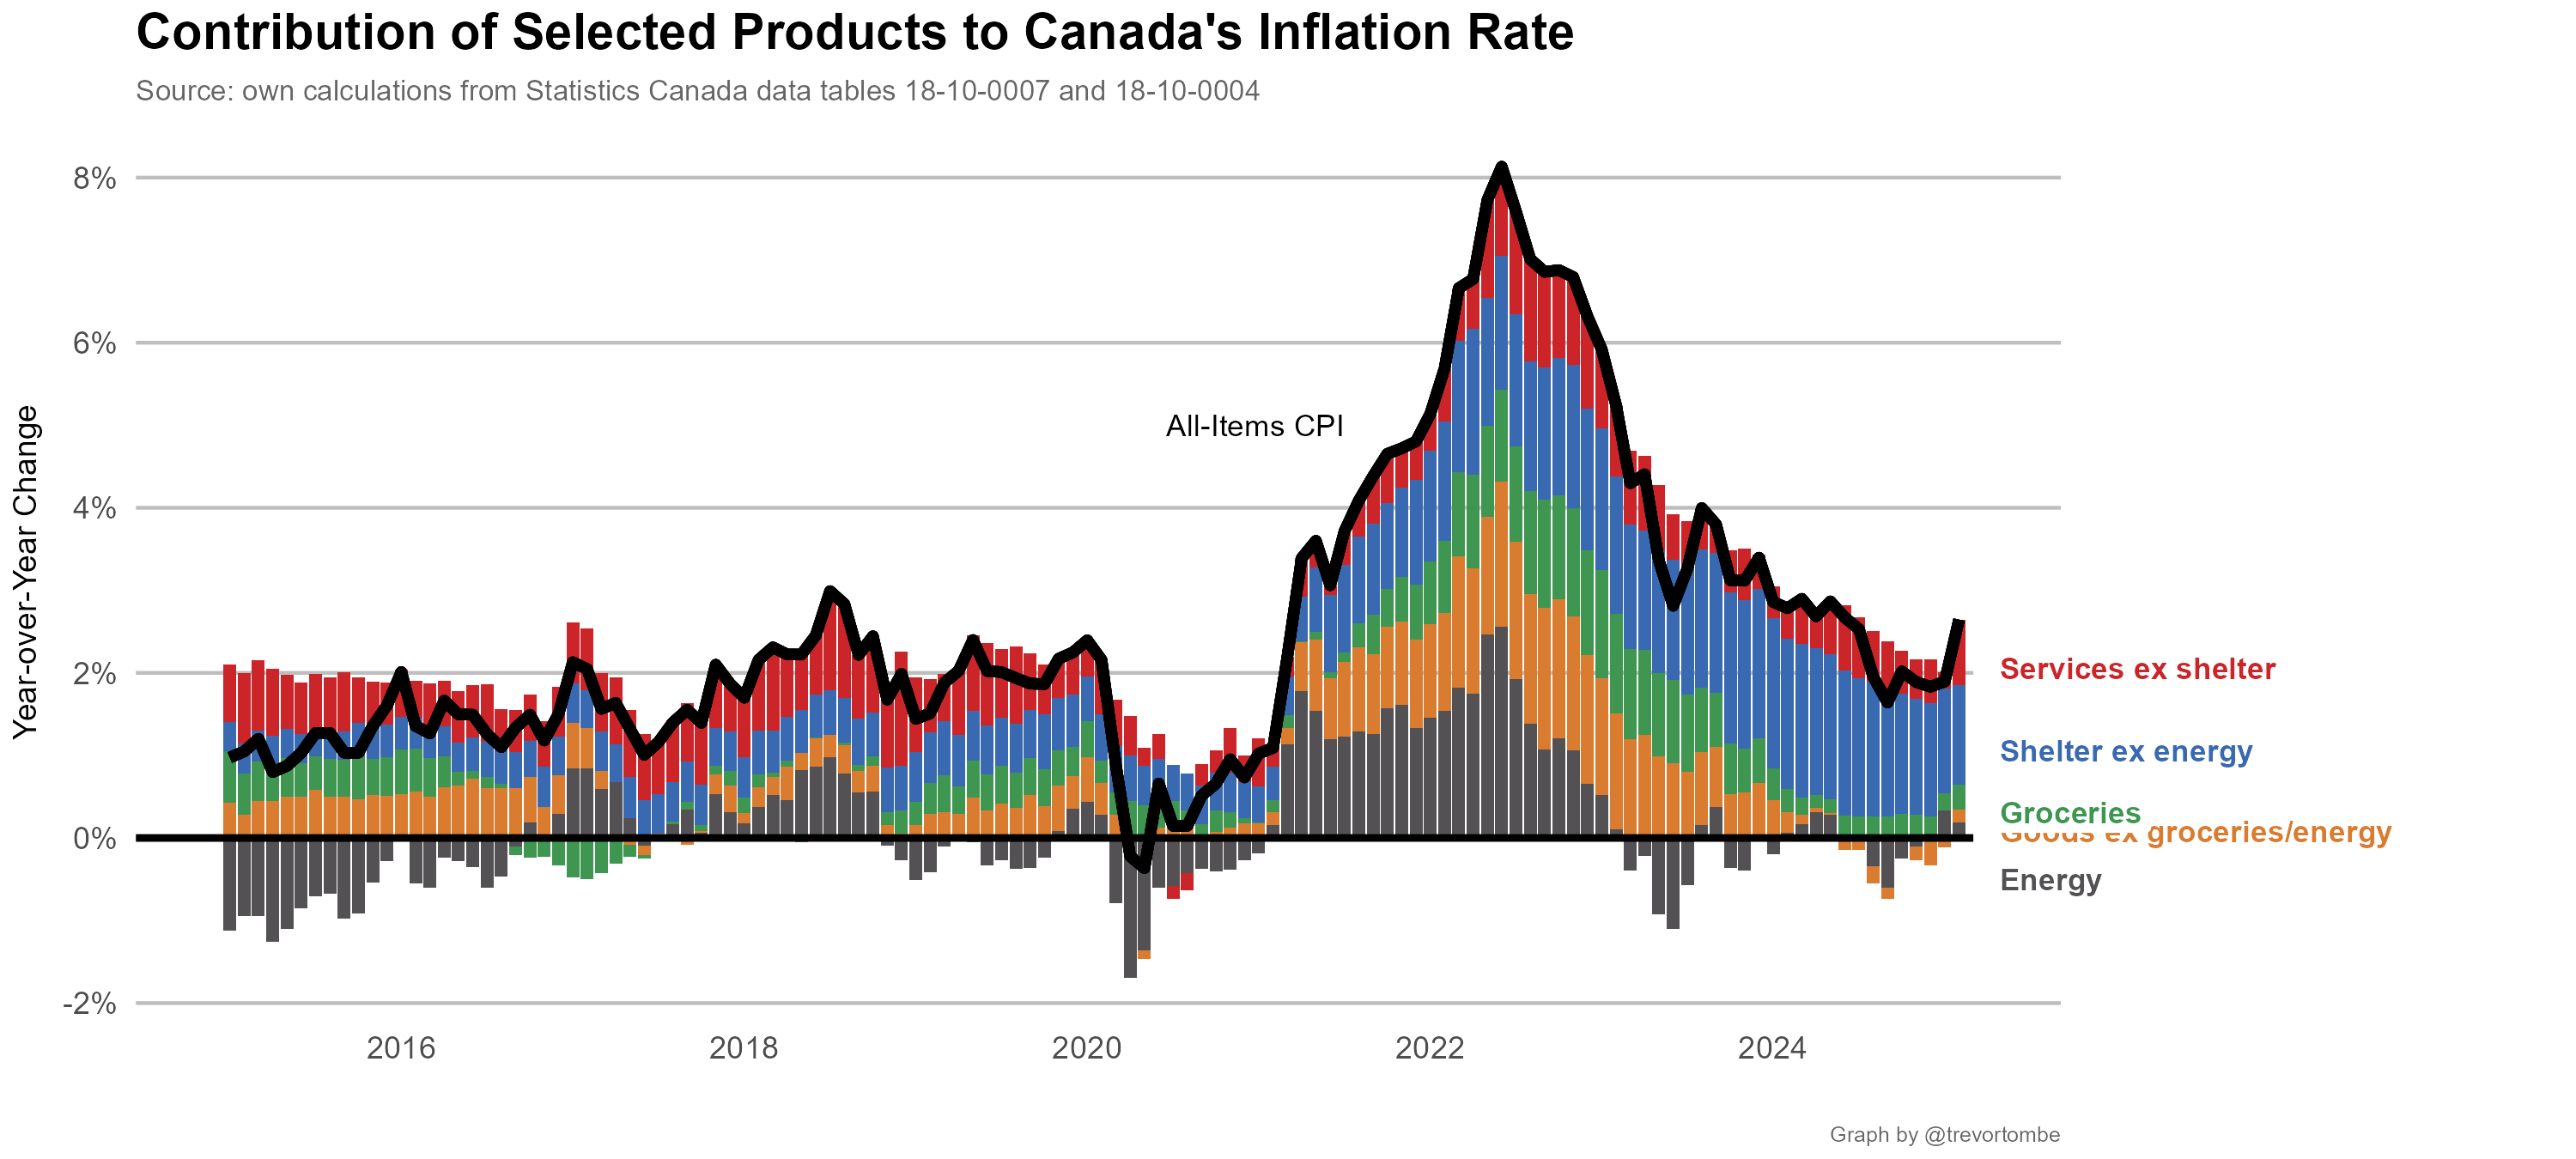 Contribution of Selected Products to Canada's Inflation Rate
Source: own calculations from Statistics Canada data tables 18-10-0007 and 18-10-0004
Year-over-Year Change
8%
6%
4%
2%
0%
-2%
All-Items CPI
Services ex shelter
Shelter ex energy
Groceries
Goods ex groceries/energy
Energy
2016
2018
2020
2022
2024
Graph by @trevortombe